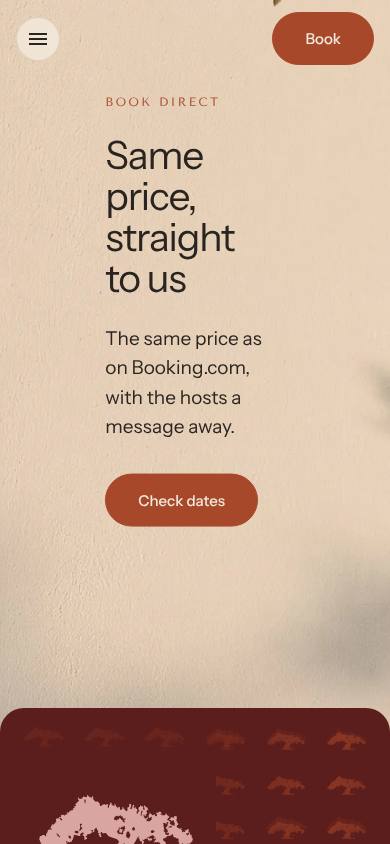 Book
BOOK DIRECT
Same
price,
straight
to us
The same price as
on Booking.com,
with the hosts a
message away.
Check dates